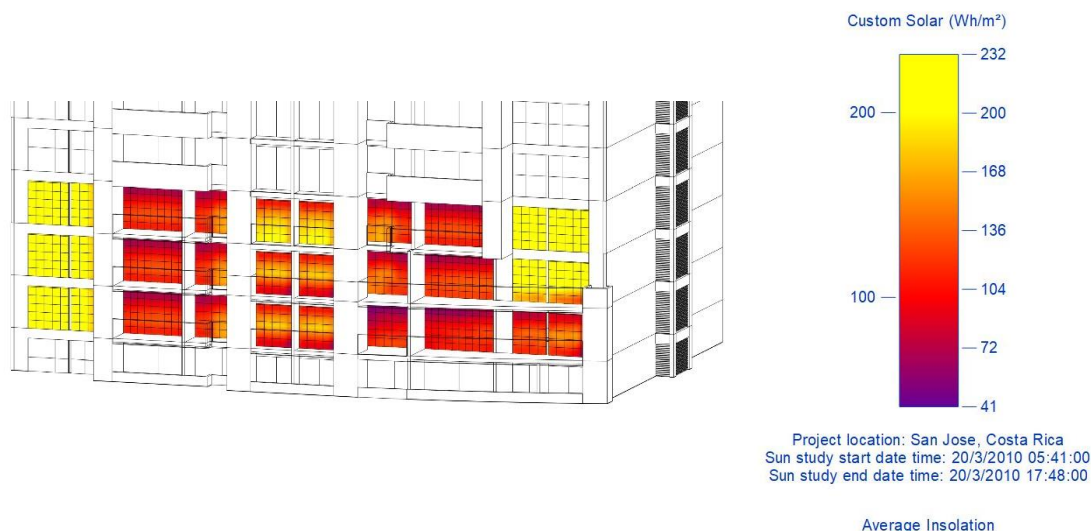 Custom Solar (Wh/m²)
232
200
200
168
136
104
100
72
41
Project location: San Jose, Costa Rica
Sun study start date time: 20/3/2010 05:41:00
Sun study end date time: 20/3/2010 17:48:00
Average Insolation